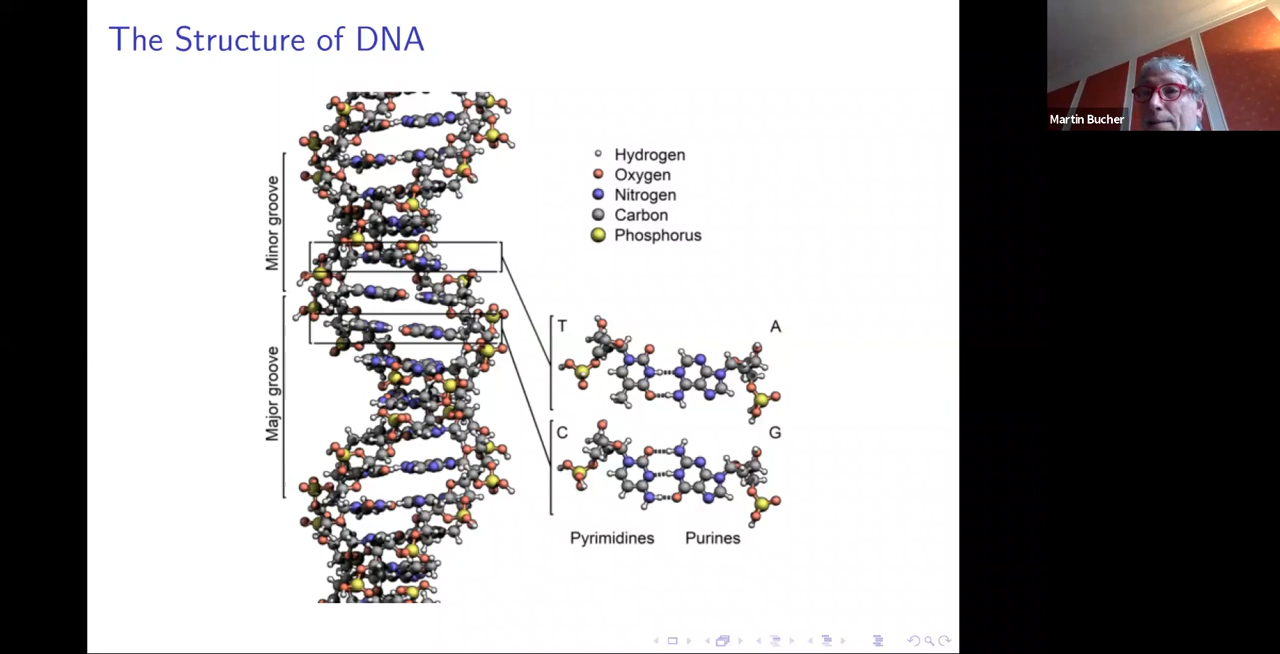 The Structure of DNA
Martin Bucher
Hydrogen
Oxygen
Nitrogen
Carbon
Phosphorus
Minor groove
Major groove
T A
C G
Pyrimidines Purines